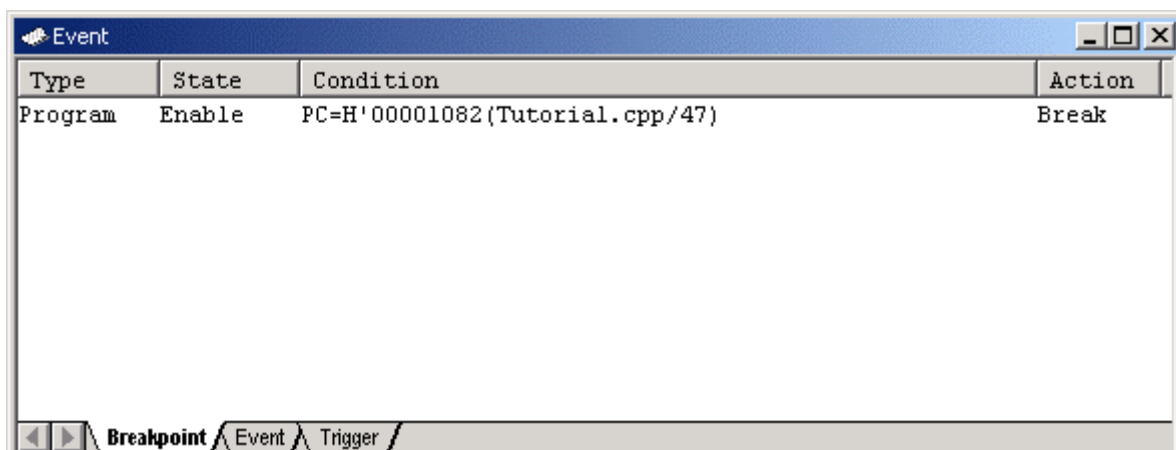 Event
Type State Condition Action
Program Enable PC=H'00001082(Tutorial.cpp/47) Break
Breakpoint Event Trigger